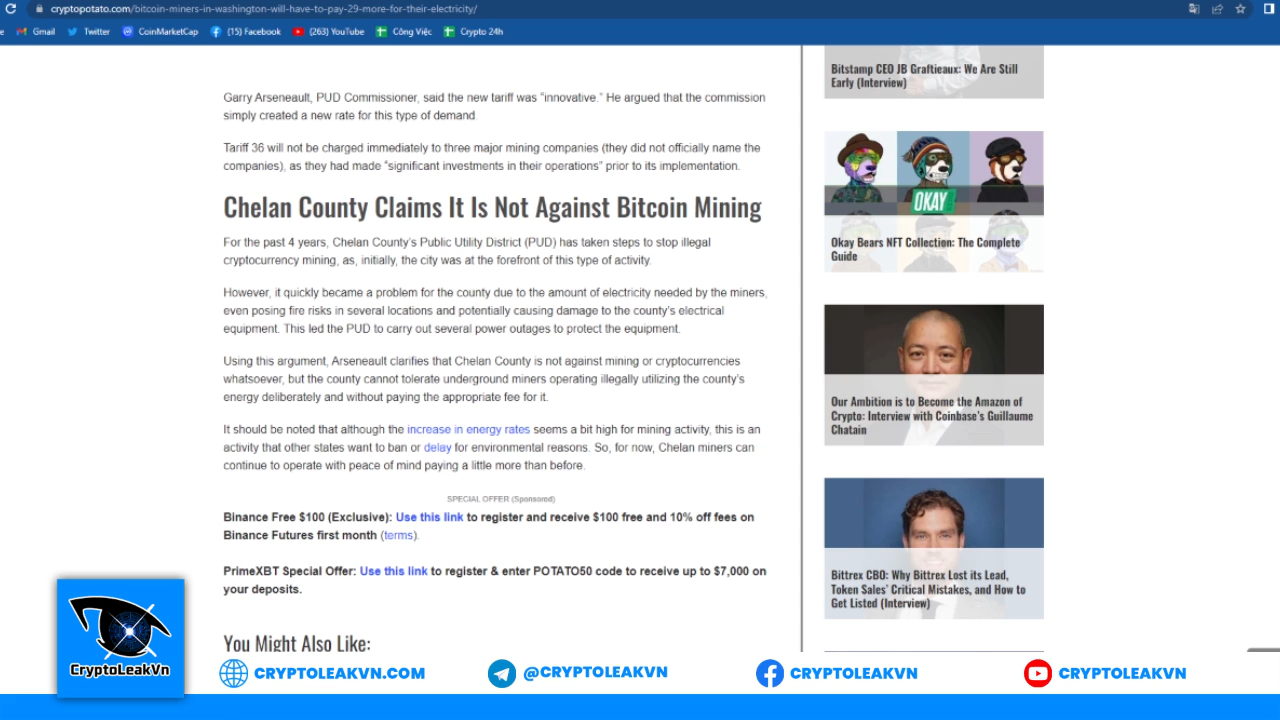 cryptopotato.com/bitcoin-miners-in-washington-will-have-to-pay-29-more-for-their-electricity/
e Gmail Twitter CoinMarketCap (15) Facebook (263) YouTube Công Việc Crypto 24h
Garry Arseneault, PUD Commissioner, said the new tariff was “innovative.” He argued that the commission
simply created a new rate for this type of demand.
Tariff 36 will not be charged immediately to three major mining companies (they did not officially name the
companies), as they had made “significant investments in their operations” prior to its implementation.
Chelan County Claims It Is Not Against Bitcoin Mining
For the past 4 years, Chelan County’s Public Utility District (PUD) has taken steps to stop illegal
cryptocurrency mining, as, initially, the city was at the forefront of this type of activity.
However, it quickly became a problem for the county due to the amount of electricity needed by the miners,
even posing fire risks in several locations and potentially causing damage to the county’s electrical
equipment. This led the PUD to carry out several power outages to protect the equipment.
Using this argument, Arseneault clarifies that Chelan County is not against mining or cryptocurrencies
whatsoever, but the county cannot tolerate underground miners operating illegally utilizing the county’s
energy deliberately and without paying the appropriate fee for it.
It should be noted that although the increase in energy rates seems a bit high for mining activity, this is an
activity that other states want to ban or delay for environmental reasons. So, for now, Chelan miners can
continue to operate with peace of mind paying a little more than before.
SPECIAL OFFER (Sponsored)
Binance Free $100 (Exclusive): Use this link to register and receive $100 free and 10% off fees on
Binance Futures first month (terms).
PrimeXBT Special Offer: Use this link to register & enter POTATO50 code to receive up to $7,000 on
your deposits.
You Might Also Like:
Bitstamp CEO JB Graftieaux: We Are Still
Early (Interview)
OKAY
Okay Bears NFT Collection: The Complete
Guide
Our Ambition is to Become the Amazon of
Crypto: Interview with Coinbase’s Guillaume
Chatain
Bittrex CBO: Why Bittrex Lost its Lead,
Token Sales’ Critical Mistakes, and How to
Get Listed (Interview)
CryptoLeakVn
CRYPTOLEAKVN.COM
@CRYPTOLEAKVN
CRYPTOLEAKVN
CRYPTOLEAKVN